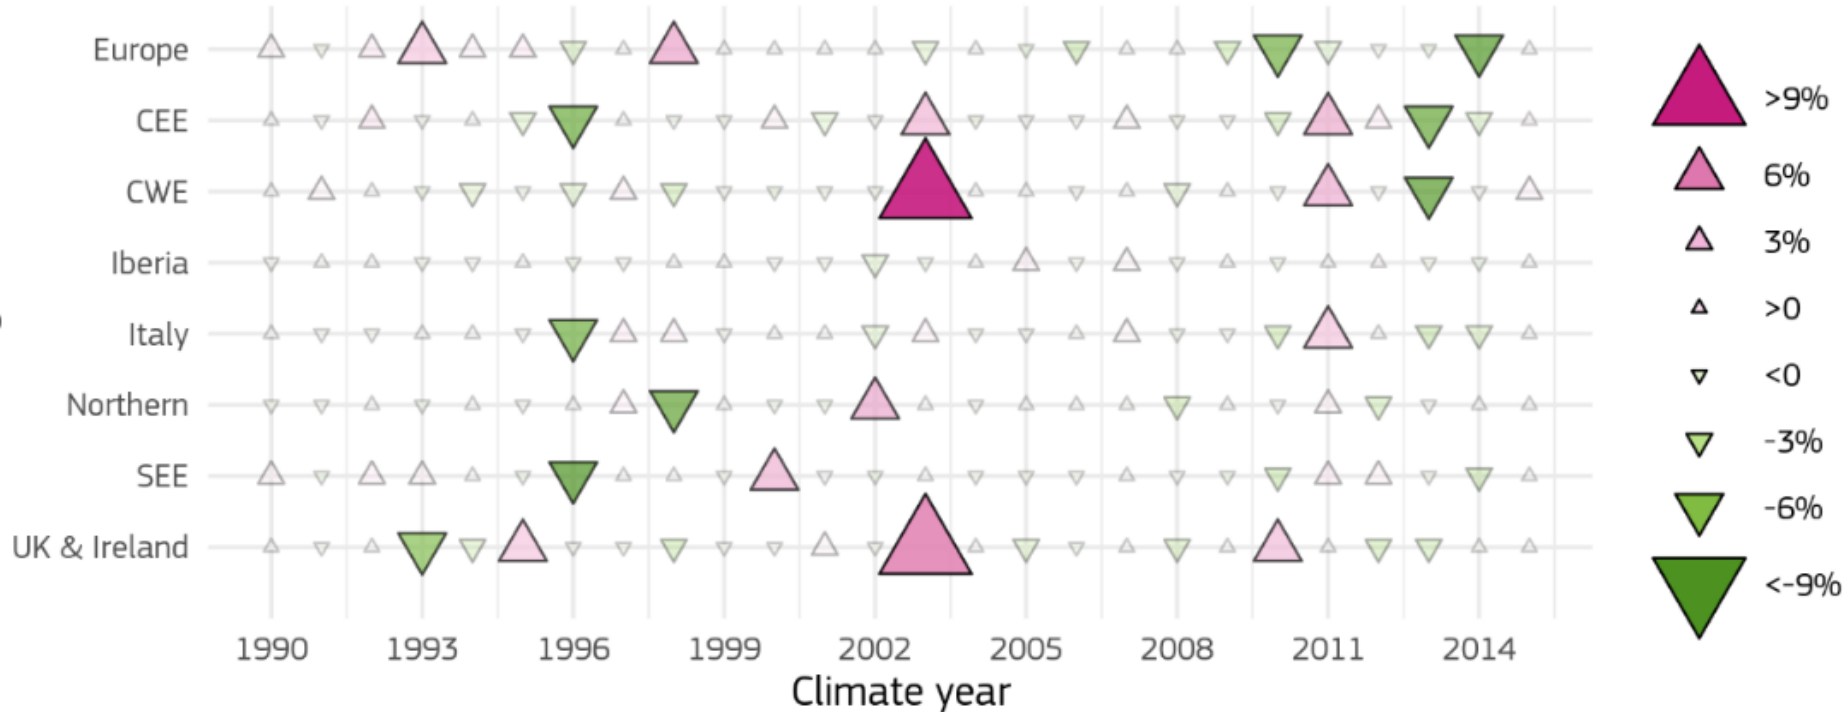 Europe
CEE
CWE
Iberia
Italy
Northern
SEE
UK & Ireland
1990 1993 1996 1999 2002 2005 2008 2011 2014
Climate year
>9%
6%
3%
>0
<0
-3%
-6%
<-9%